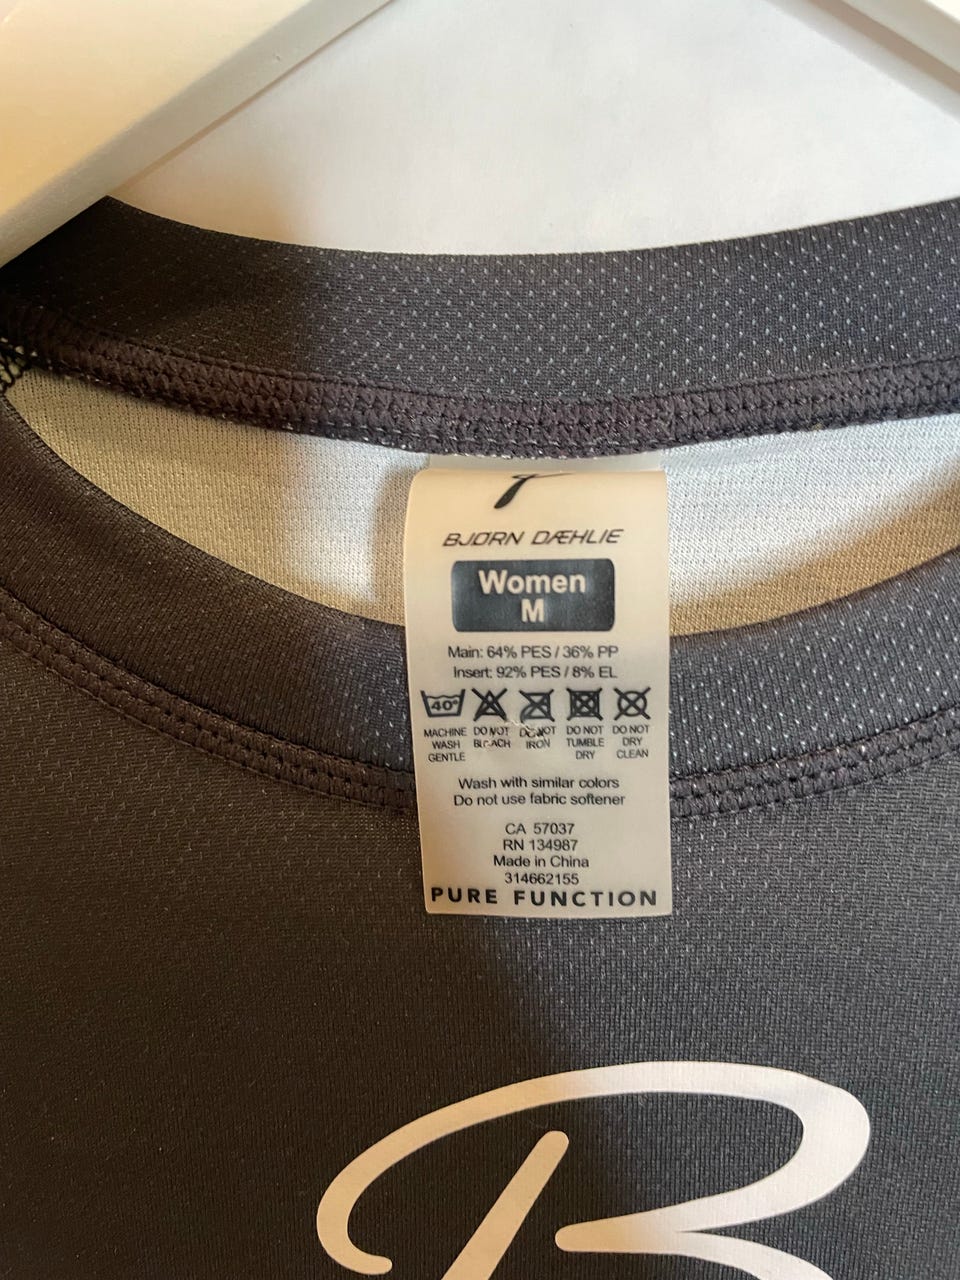 BJØRN DÆHLIE
Women
M
Main: 64% PES / 36% PP
Insert: 92% PES / 8% EL
40°
MACHINE WASH GENTLE
DO NOT BLEACH
DO NOT IRON
DO NOT TUMBLE DRY
DO NOT DRY CLEAN
Wash with similar colors
Do not use fabric softener
CA 57037
RN 134987
Made in China
314662155
PURE FUNCTION
B